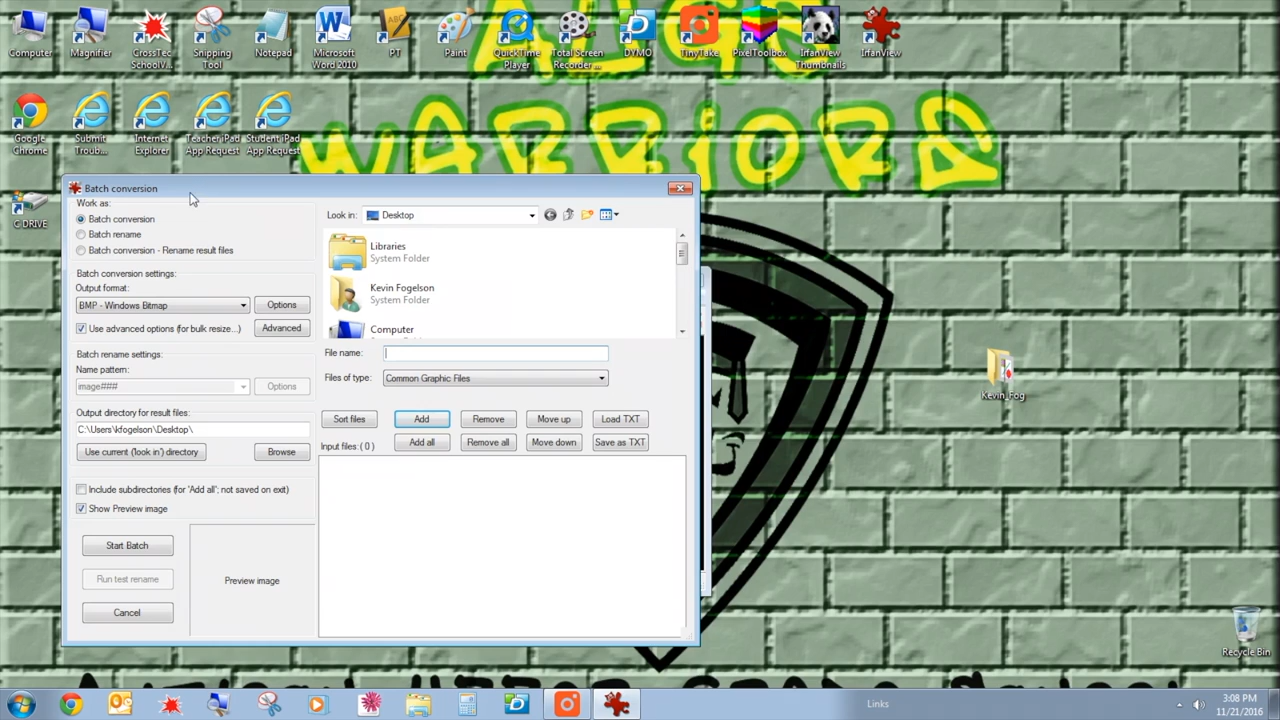 ALGE
WARRIORS
Computer
Magnifier
CrossTec SchoolV...
Snipping Tool
Notepad
Microsoft Word 2010
PT
Paint
QuickTime Player
Total Screen Recorder ...
DYMO
TinyTake
PixelToolbox
IrfanView Thumbnails
IrfanView
Google Chrome
Submit Troub...
Internet Explorer
Teacher iPad App Request
Student iPad App Request
C DRIVE
Batch conversion
Work as:
Batch conversion
Batch rename
Batch conversion - Rename result files
Batch conversion settings:
Output format:
BMP - Windows Bitmap
Options
Use advanced options (for bulk resize...)
Advanced
Batch rename settings:
Name pattern:
image###
Options
Output directory for result files:
C:\Users\kfogelson\Desktop\
Use current ('look in') directory
Browse
Include subdirectories (for 'Add all'; not saved on exit)
Show Preview image
Start Batch
Run test rename
Cancel
Preview image
Look in:
Desktop
Libraries
System Folder
Kevin Fogelson
System Folder
Computer
File name:
Files of type:
Common Graphic Files
Sort files
Add
Remove
Move up
Load TXT
Input files: ( 0 )
Add all
Remove all
Move down
Save as TXT
Kevin_Fog
Recycle Bin
Links
3:08 PM
11/21/2016